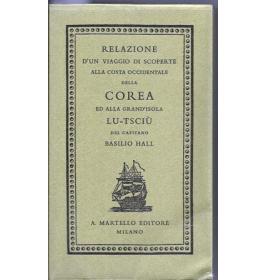 RELAZIONE
D'UN VIAGGIO DI SCOPERTE
ALLA COSTA OCCIDENTALE
DELLA
COREA
ED ALLA GRAND'ISOLA
LU-TSCIÙ
DEL CAPITANO
BASILIO HALL
A. MARTELLO EDITORE
MILANO